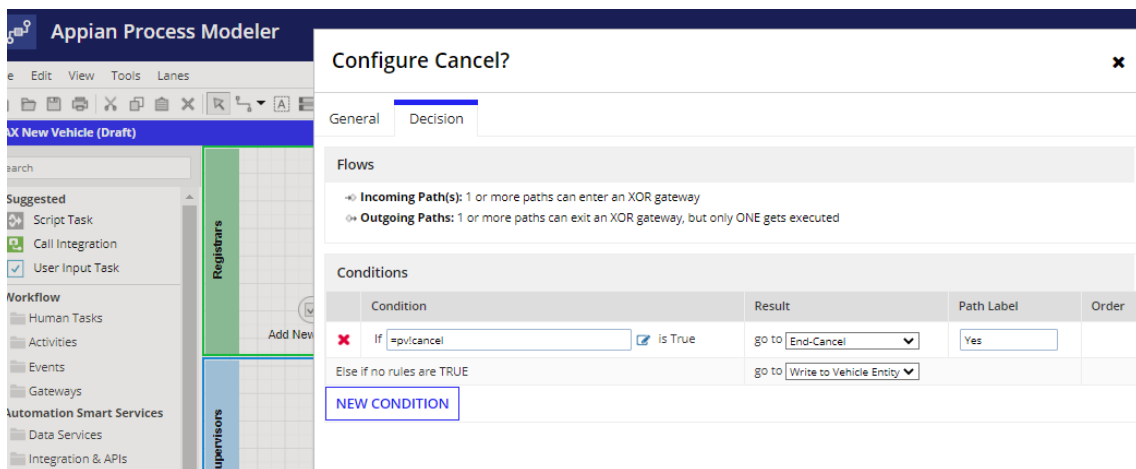 Appian Process Modeler
Configure Cancel?
e Edit View Tools Lanes
General Decision
AX New Vehicle (Draft)
earch
Flows
Incoming Path(s): 1 or more paths can enter an XOR gateway
Outgoing Paths: 1 or more paths can exit an XOR gateway, but only ONE gets executed
Suggested
Script Task
Call Integration
User Input Task
Registrars
Conditions
Condition Result Path Label Order
If =pv!cancel is True go to End-Cancel Yes
Else if no rules are TRUE go to Write to Vehicle Entity
NEW CONDITION
Workflow
Human Tasks
Add New
Activities
Events
Gateways
Automation Smart Services
Data Services
Integration & APIs
upervisors